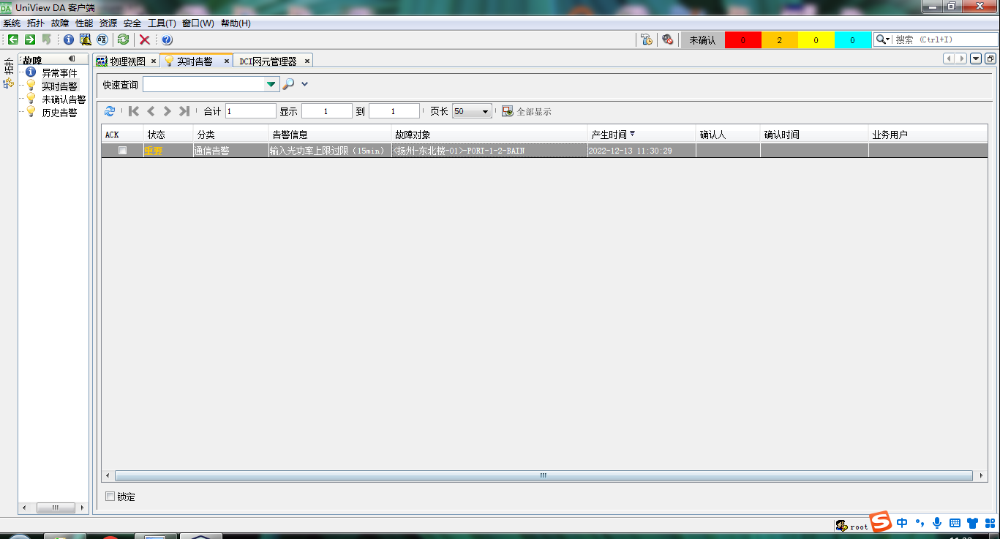 DA UniView DA 客户端
系统 拓扑 故障 性能 资源 安全 工具(T) 窗口(W) 帮助(H)
未确认 0 2 0 0 搜索 (Ctrl+I)
拓扑
故障
异常事件
实时告警
未确认告警
历史告警
物理视图 实时告警 DCI网元管理器
快速查询
合计 1 显示 1 到 1 页长 50 全部显示
ACK 状态 分类 告警信息 故障对象 产生时间 确认人 确认时间 业务用户
重要 通信告警 输入光功率上限过限（15min） <扬州-东北楼-01>-PORT-1-2-BAIN 2022-12-13 11:30:29
锁定
root 中